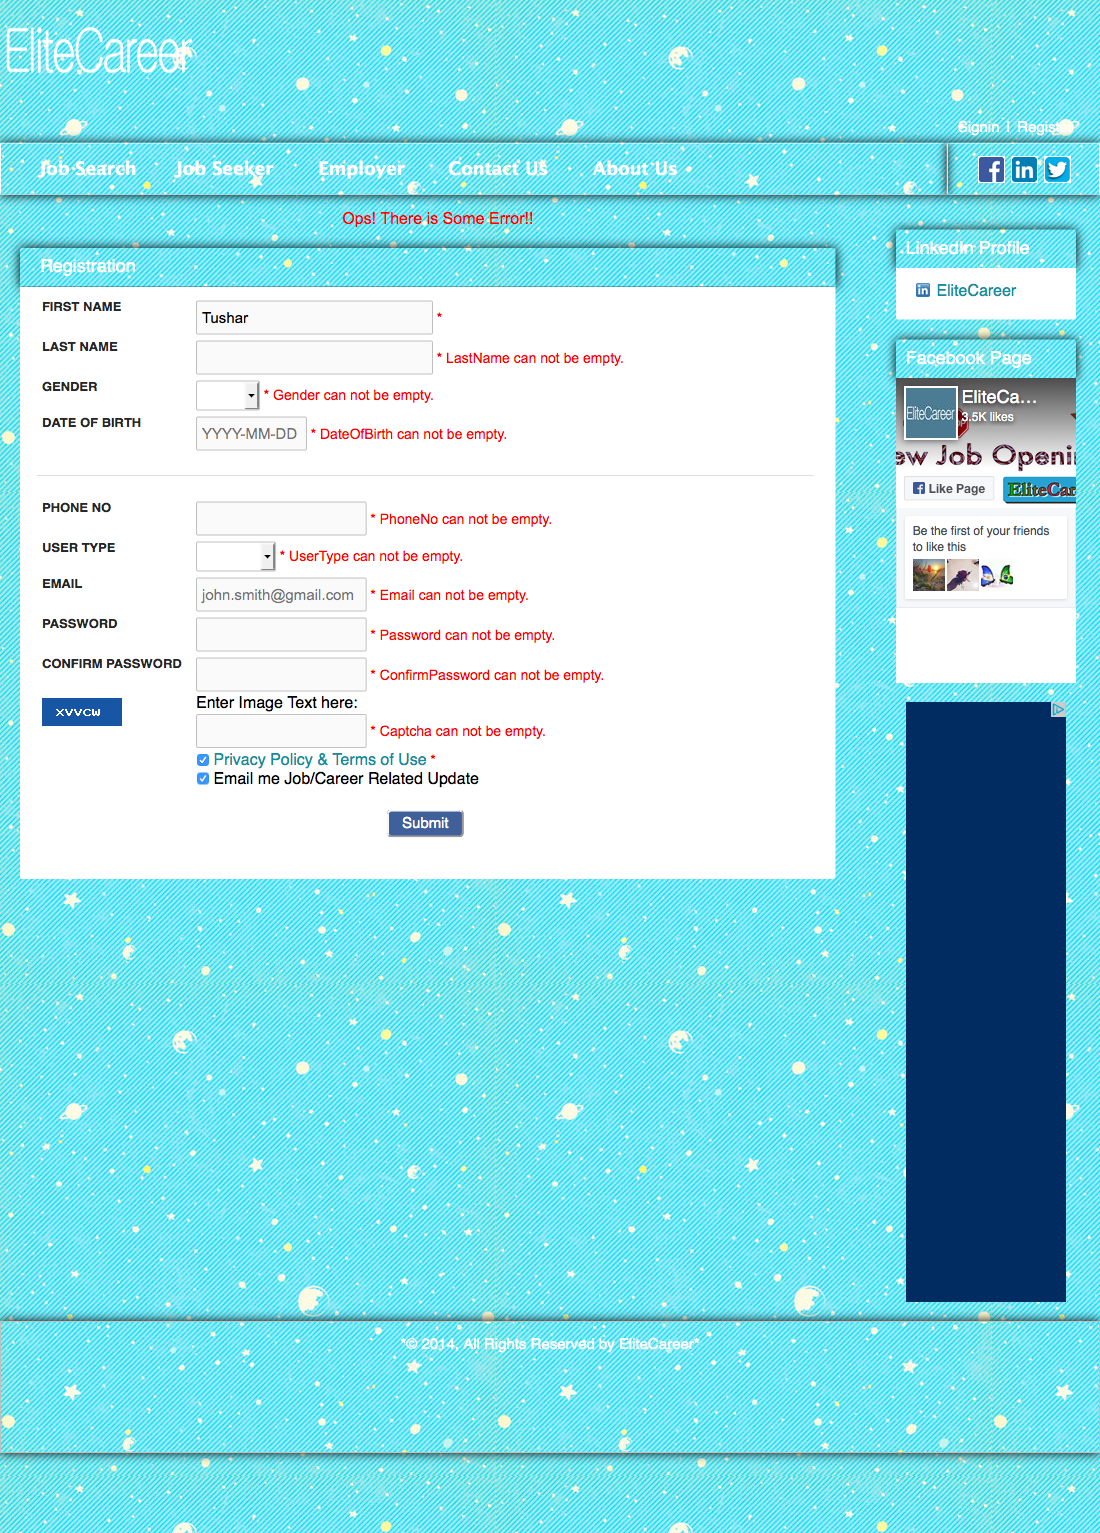 EliteCareer
Signin | Register
Job Search Job Seeker Employer Contact US About Us
Ops! There is Some Error!!
Registration
FIRST NAME Tushar *
LAST NAME * LastName can not be empty.
GENDER * Gender can not be empty.
DATE OF BIRTH YYYY-MM-DD * DateOfBirth can not be empty.
PHONE NO * PhoneNo can not be empty.
USER TYPE * UserType can not be empty.
EMAIL john.smith@gmail.com * Email can not be empty.
PASSWORD * Password can not be empty.
CONFIRM PASSWORD * ConfirmPassword can not be empty.
XVVCW Enter Image Text here:
* Captcha can not be empty.
Privacy Policy & Terms of Use *
Email me Job/Career Related Update
Submit
LinkedIn Profile
EliteCareer
Facebook Page
EliteCareer
EliteCa...
3.5K likes
ew Job Openi
Like Page
EliteCar
Be the first of your friends
to like this
*© 2014, All Rights Reserved by EliteCareer*